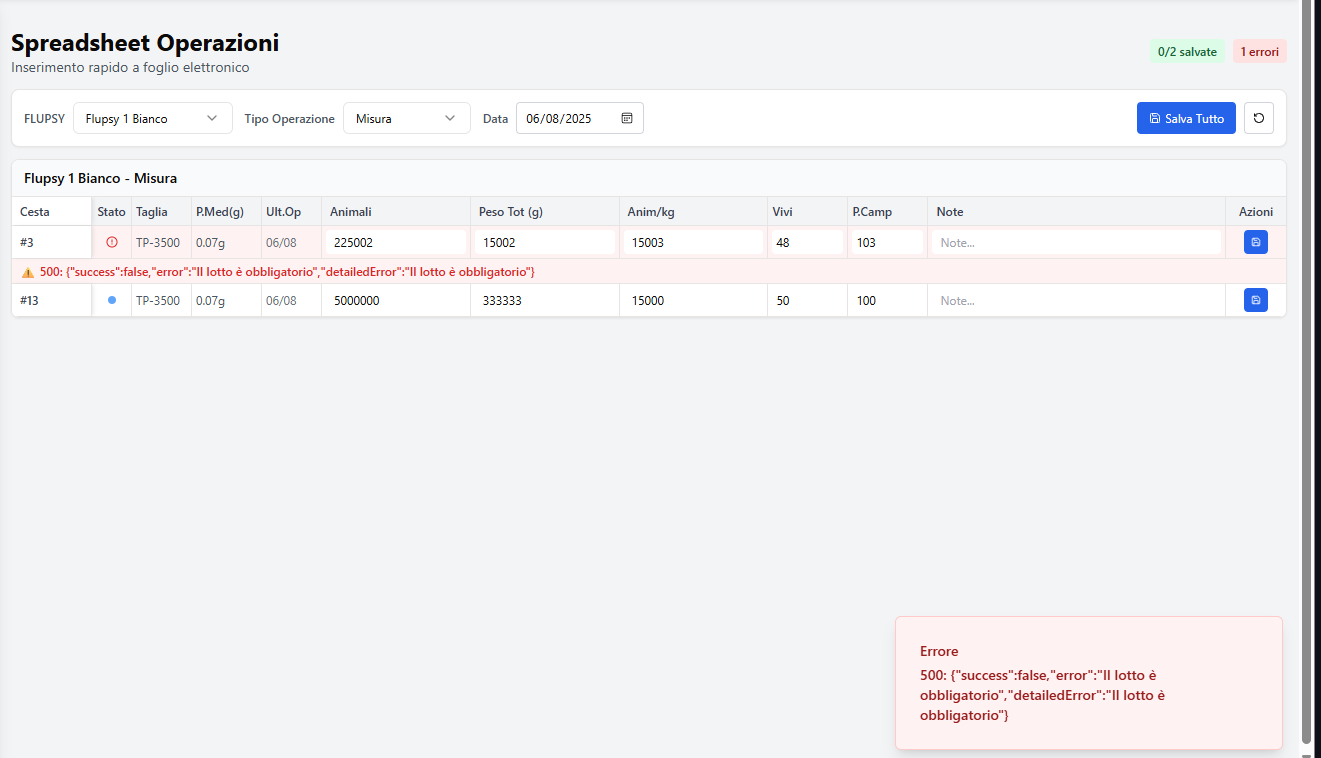 Spreadsheet Operazioni
Inserimento rapido a foglio elettronico
0/2 salvate 1 errori
FLUPSY Flupsy 1 Bianco Tipo Operazione Misura Data 06/08/2025 Salva Tutto
Flupsy 1 Bianco - Misura
Cesta Stato Taglia P.Med(g) Ult.Op Animali Peso Tot (g) Anim/kg Vivi P.Camp Note Azioni
#3 TP-3500 0.07g 06/08 225002 15002 15003 48 103 Note...
500: {"success":false,"error":"Il lotto è obbligatorio","detailedError":"Il lotto è obbligatorio"}
#13 TP-3500 0.07g 06/08 5000000 333333 15000 50 100 Note...
Errore
500: {"success":false,"error":"Il lotto è
obbligatorio","detailedError":"Il lotto è
obbligatorio"}